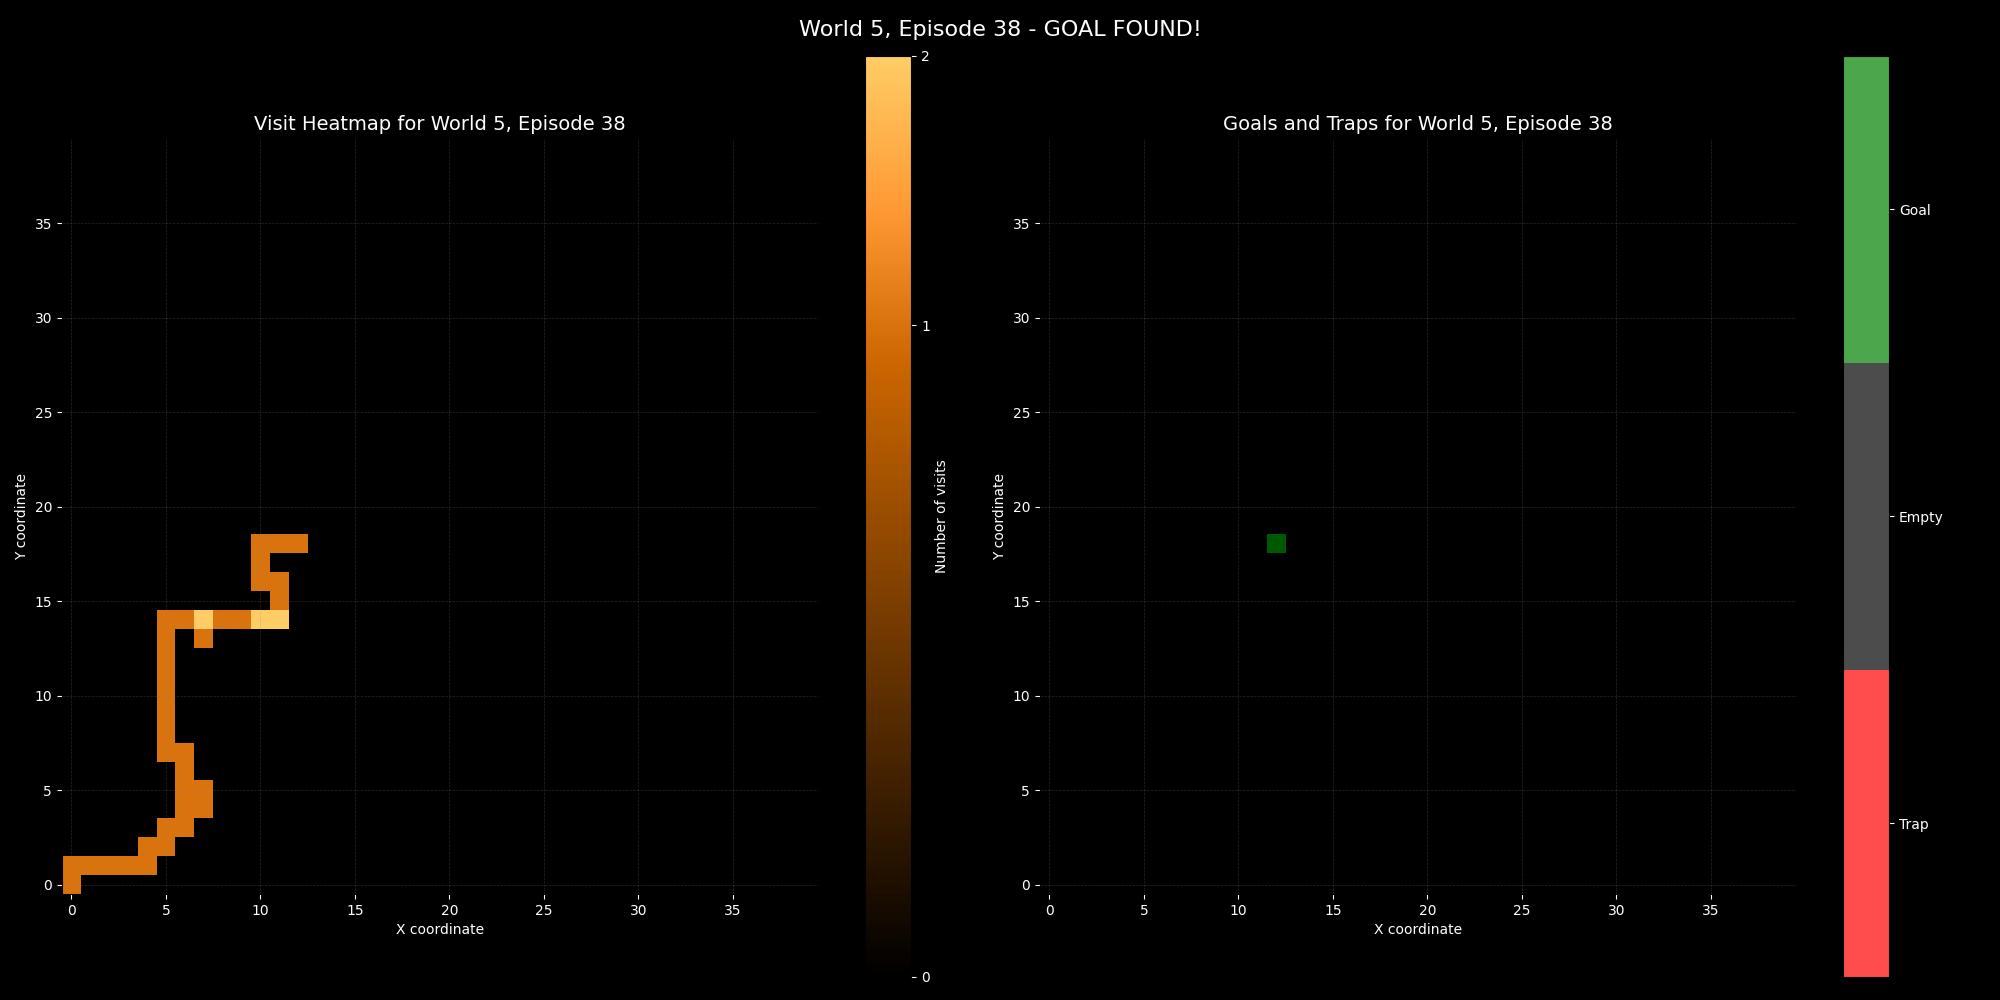 World 5, Episode 38 - GOAL FOUND!
Visit Heatmap for World 5, Episode 38
Y coordinate
35
30
25
20
15
10
5
0
0 5 10 15 20 25 30 35
X coordinate
2
1
0
Number of visits
Goals and Traps for World 5, Episode 38
Y coordinate
35
30
25
20
15
10
5
0
0 5 10 15 20 25 30 35
X coordinate
Goal
Empty
Trap